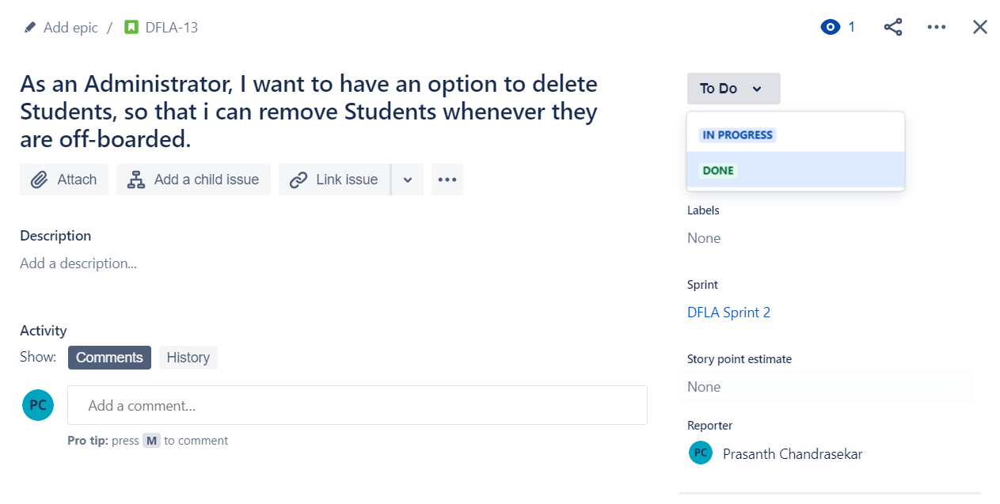 Add epic / DFLA-13
1
As an Administrator, I want to have an option to delete
Students, so that i can remove Students whenever they
are off-boarded.
Attach
Add a child issue
Link issue
Description
Add a description...
Activity
Show: Comments History
PC Add a comment...
Pro tip: press M to comment
To Do
IN PROGRESS
DONE
Labels
None
Sprint
DFLA Sprint 2
Story point estimate
None
Reporter
PC Prasanth Chandrasekar